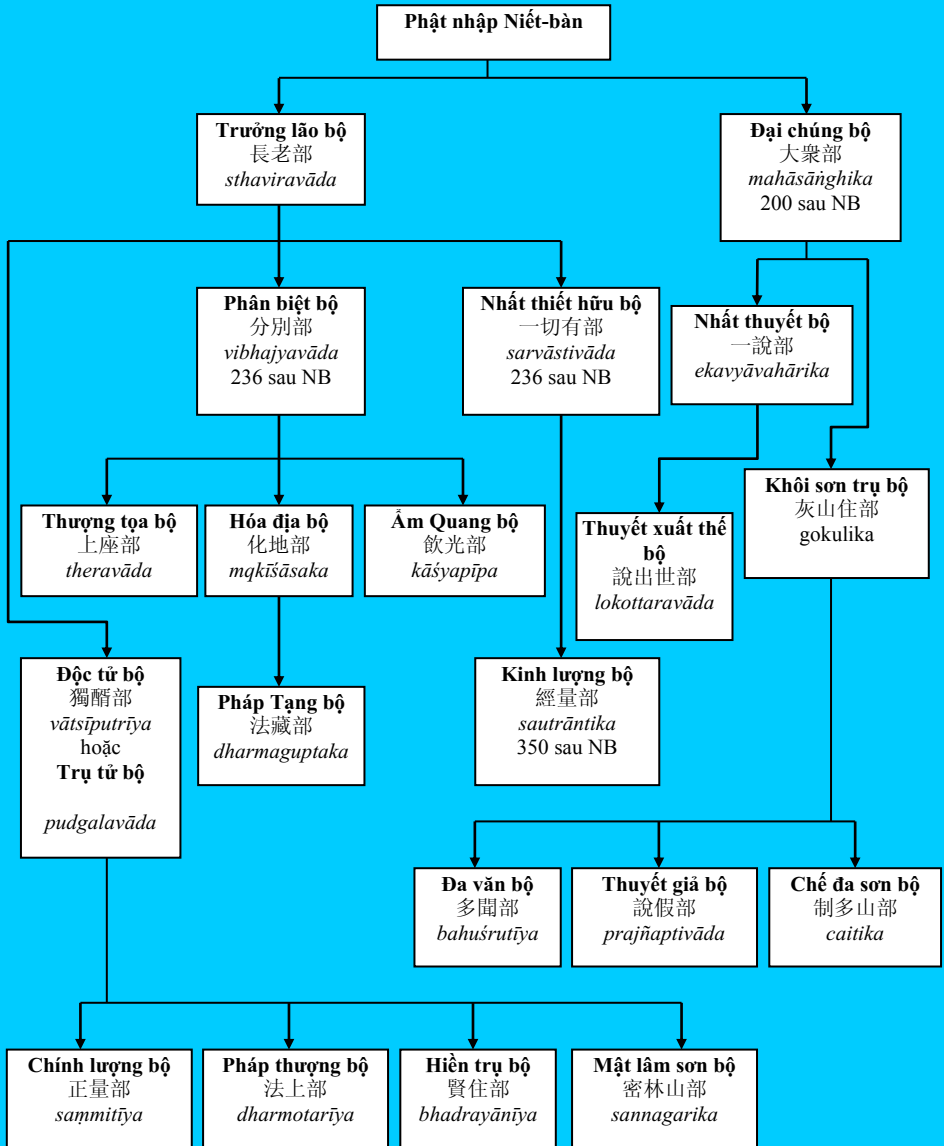 Phật nhập Niết-bàn
Trưởng lão bộ
長老部
sthaviravāda
Đại chúng bộ
大衆部
mahāsāṅghika
200 sau NB
Phân biệt bộ
分別部
vibhajyavāda
236 sau NB
Nhất thiết hữu bộ
一切有部
sarvāstivāda
236 sau NB
Nhất thuyết bộ
一說部
ekavyāvahārika
Khôi sơn trụ bộ
灰山住部
gokulika
Thượng tọa bộ
上座部
theravāda
Hóa địa bộ
化地部
mqkīśāsaka
Ẩm Quang bộ
飲光部
kāśyapīpa
Thuyết xuất thế
bộ
說出世部
lokottaravāda
Độc tử bộ
獨醑部
vātsīputrīya
hoặc
Trụ tử bộ
pudgalavāda
Pháp Tạng bộ
法藏部
dharmaguptaka
Kinh lượng bộ
經量部
sautrāntika
350 sau NB
Đa văn bộ
多聞部
bahuśrutīya
Thuyết giả bộ
說假部
prajñaptivāda
Chế đa sơn bộ
制多山部
caitika
Chính lượng bộ
正量部
saṃmitīya
Pháp thượng bộ
法上部
dharmotarīya
Hiền trụ bộ
賢住部
bhadrayānīya
Mật lâm sơn bộ
密林山部
sannagarika